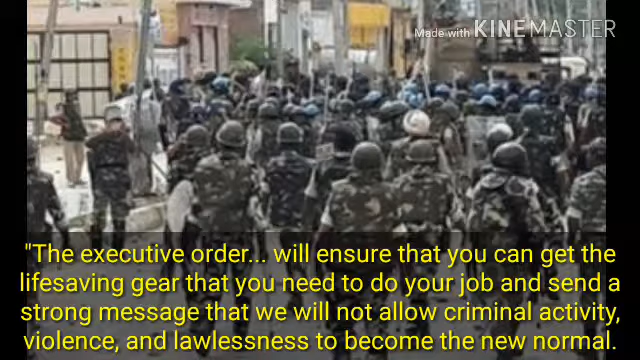 Made with KINEMASTER
"The executive order... will ensure that you can get the
lifesaving gear that you need to do your job and send a
strong message that we will not allow criminal activity,
violence, and lawlessness to become the new normal.